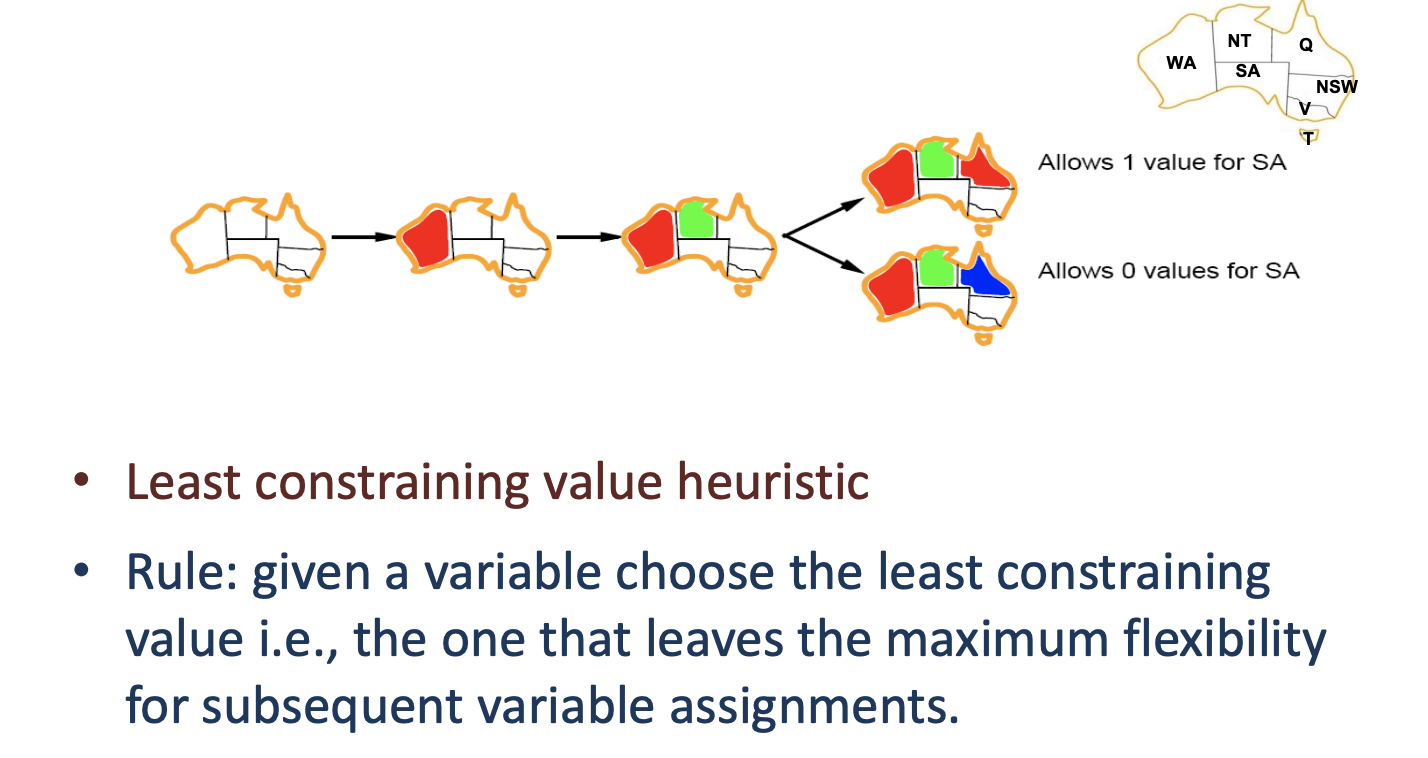 NT
Q
WA
SA
NSW
V
T
Allows 1 value for SA
Allows 0 values for SA
• Least constraining value heuristic
• Rule: given a variable choose the least constraining
value i.e., the one that leaves the maximum flexibility
for subsequent variable assignments.